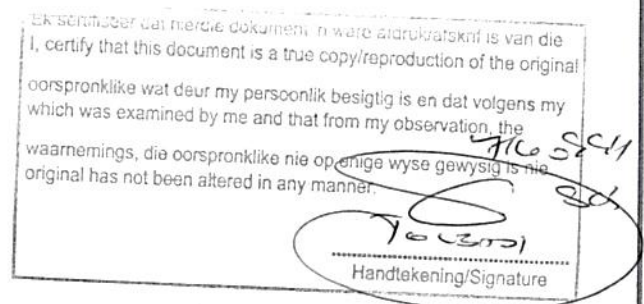 Ek sertifiseer dat hierdie dokument 'n ware afdruk/afskrif is van die
I, certify that this document is a true copy/reproduction of the original
oorspronklike wat deur my persoonlik besigtig is en dat volgens my
which was examined by me and that from my observation, the
waarnemings, die oorspronklike nie op enige wyse gewysig is nie
original has not been altered in any manner.
Handtekening/Signature